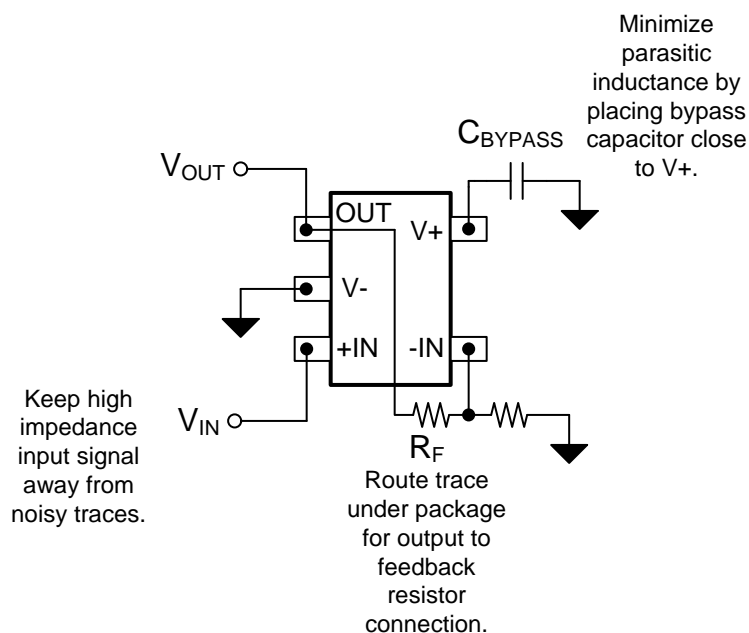 Minimize
parasitic
inductance by
placing bypass
capacitor close
to V+.
CBYPASS
VOUT
OUT
V+
V-
+IN
-IN
Keep high
impedance
input signal
away from
noisy traces.
VIN
RF
Route trace
under package
for output to
feedback
resistor
connection.